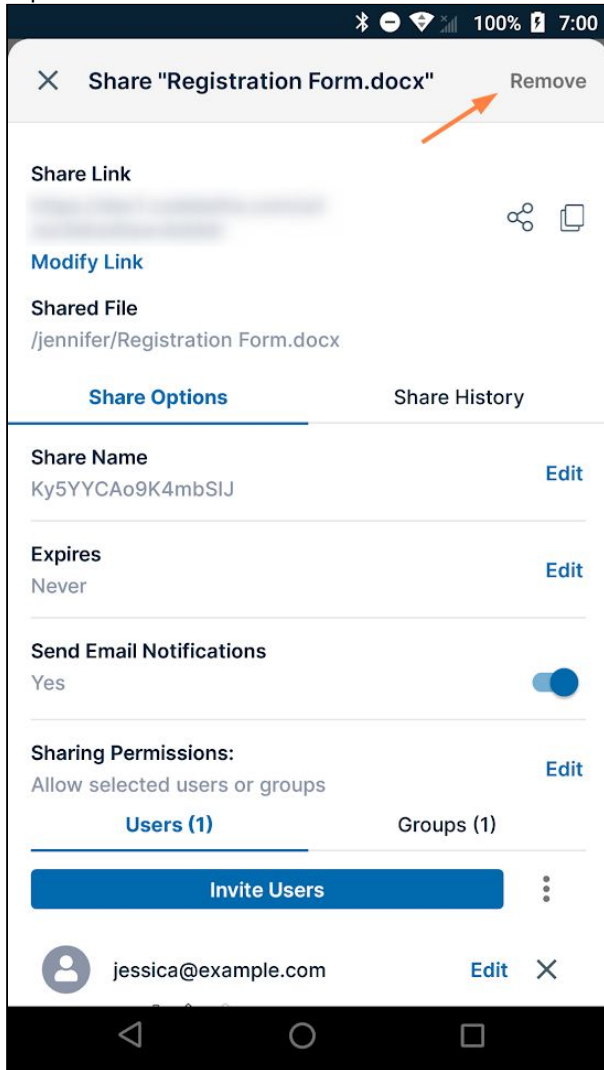 100% 7:00
Share "Registration Form.docx" Remove
Share Link
Modify Link
Shared File
/jennifer/Registration Form.docx
Share Options Share History
Share Name
Ky5YYCAo9K4mbSIJ Edit
Expires
Never Edit
Send Email Notifications
Yes
Sharing Permissions:
Allow selected users or groups Edit
Users (1) Groups (1)
Invite Users
jessica@example.com Edit